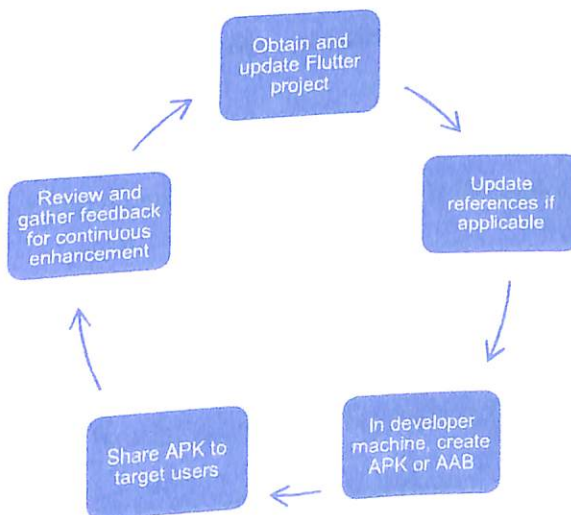 Obtain and
update Flutter
project
Update
references if
applicable
In developer
machine, create
APK or AAB
Share APK to
target users
Review and
gather feedback
for continuous
enhancement